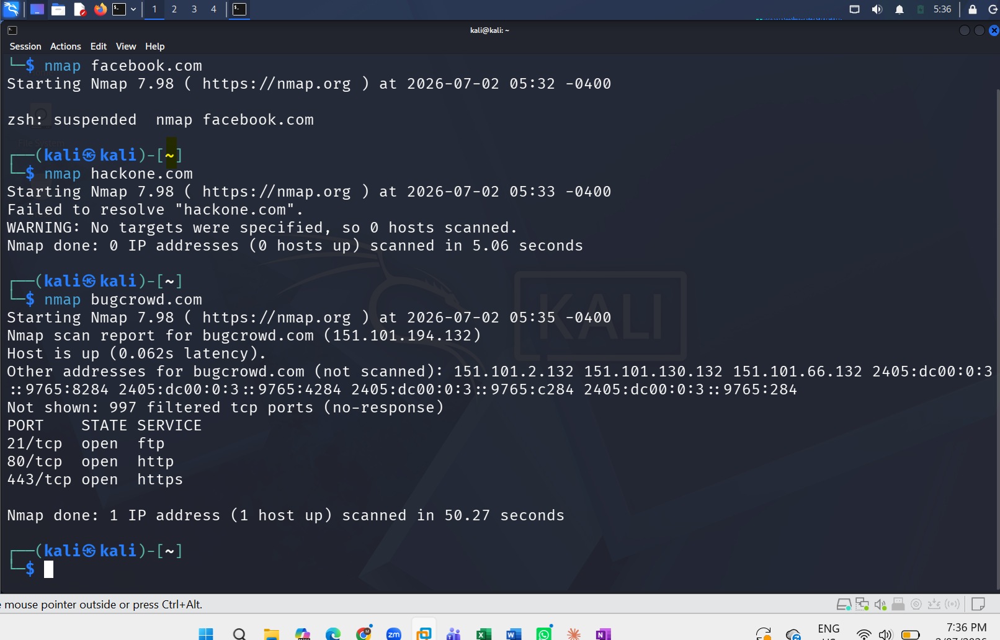 1 2 3 4 5:36
kali@kali: ~
Session Actions Edit View Help
└─$ nmap facebook.com
Starting Nmap 7.98 ( https://nmap.org ) at 2026-07-02 05:32 -0400
zsh: suspended  nmap facebook.com
File System
┌──(kali㉿kali)-[~]
└─$ nmap hackone.com
Starting Nmap 7.98 ( https://nmap.org ) at 2026-07-02 05:33 -0400
Failed to resolve "hackone.com".
WARNING: No targets were specified, so 0 hosts scanned.
Nmap done: 0 IP addresses (0 hosts up) scanned in 5.06 seconds
┌──(kali㉿kali)-[~]
└─$ nmap bugcrowd.com
Starting Nmap 7.98 ( https://nmap.org ) at 2026-07-02 05:35 -0400
Nmap scan report for bugcrowd.com (151.101.194.132)
Host is up (0.062s latency).
Other addresses for bugcrowd.com (not scanned): 151.101.2.132 151.101.130.132 151.101.66.132 2405:dc00:0:3
::9765:8284 2405:dc00:0:3::9765:4284 2405:dc00:0:3::9765:c284 2405:dc00:0:3::9765:284
Not shown: 997 filtered tcp ports (no-response)
PORT    STATE SERVICE
21/tcp  open  ftp
80/tcp  open  http
443/tcp open  https
Nmap done: 1 IP address (1 host up) scanned in 50.27 seconds
┌──(kali㉿kali)-[~]
└─$
KALI
mouse pointer outside or press Ctrl+Alt.
zm
ENG
7:36 PM